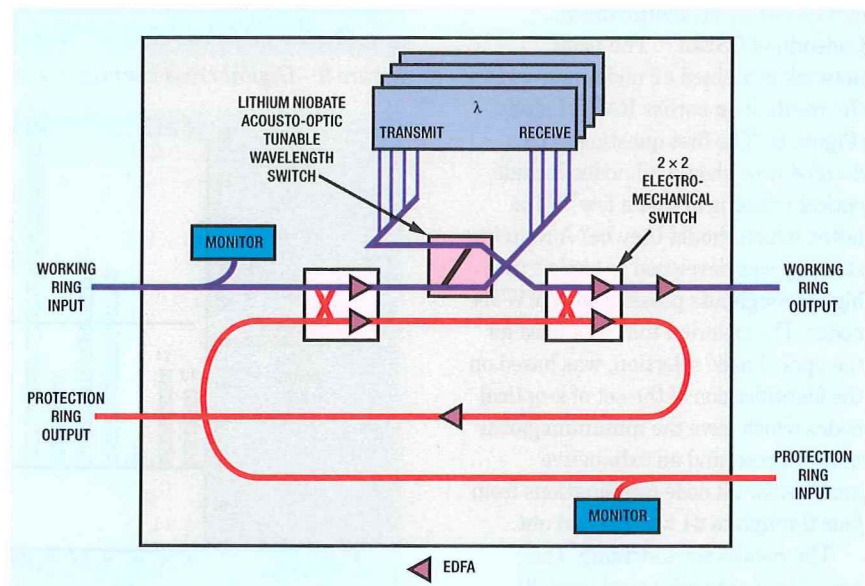 LITHIUM NIOBATE
ACOUSTO-OPTIC
TUNABLE
WAVELENGTH
SWITCH
TRANSMIT
λ
RECEIVE
2 × 2
ELECTRO-
MECHANICAL
SWITCH
MONITOR
WORKING
RING
INPUT
WORKING
RING
OUTPUT
PROTECTION
RING
OUTPUT
PROTECTION
RING
INPUT
MONITOR
EDFA